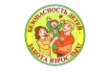 БЕЗОПАСНОСТЬ ДЕТЕЙ
ЗАБОТА ВЗРОСЛЫХ